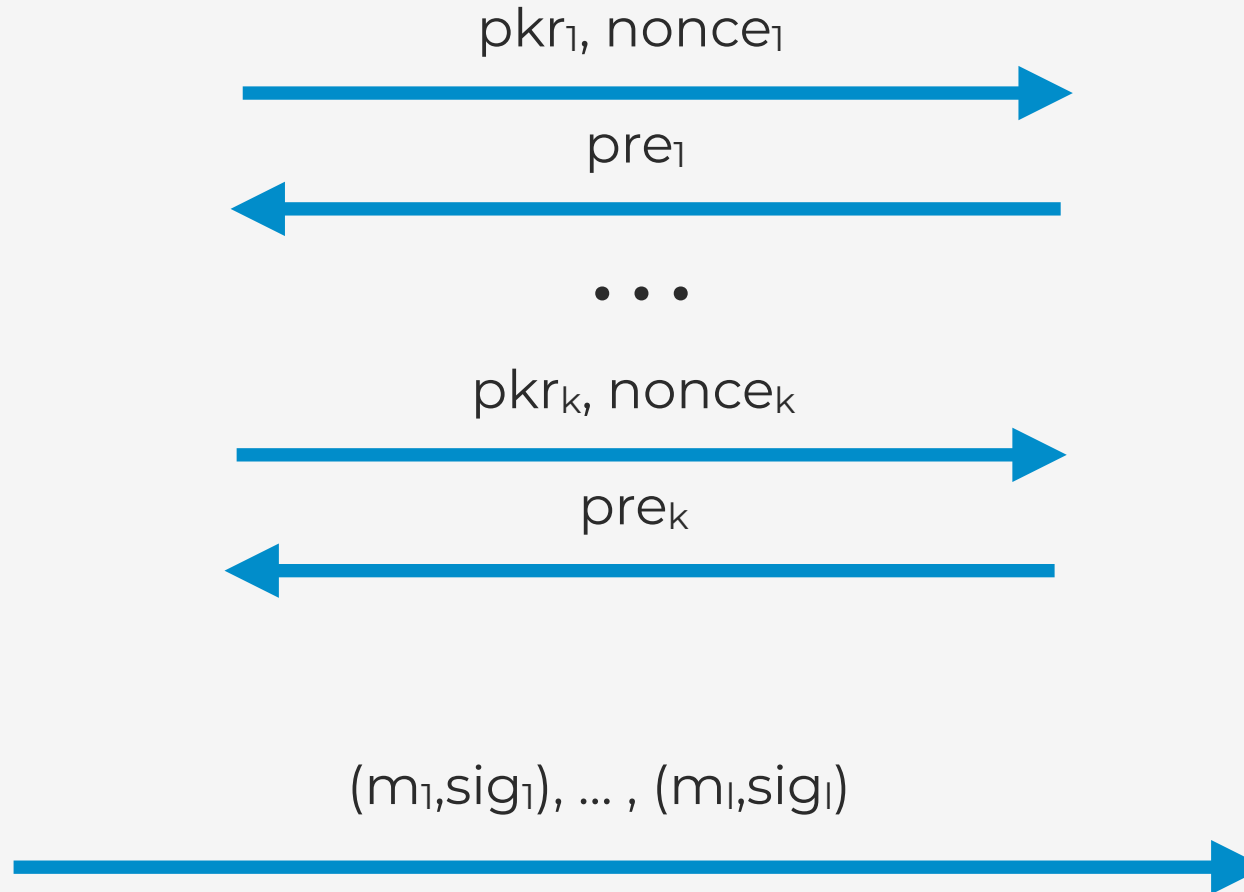 pkr₁, nonce₁
pre₁
• • •
pkrₖ, nonceₖ
preₖ
(m₁,sig₁), ... , (mₗ,sigₗ)